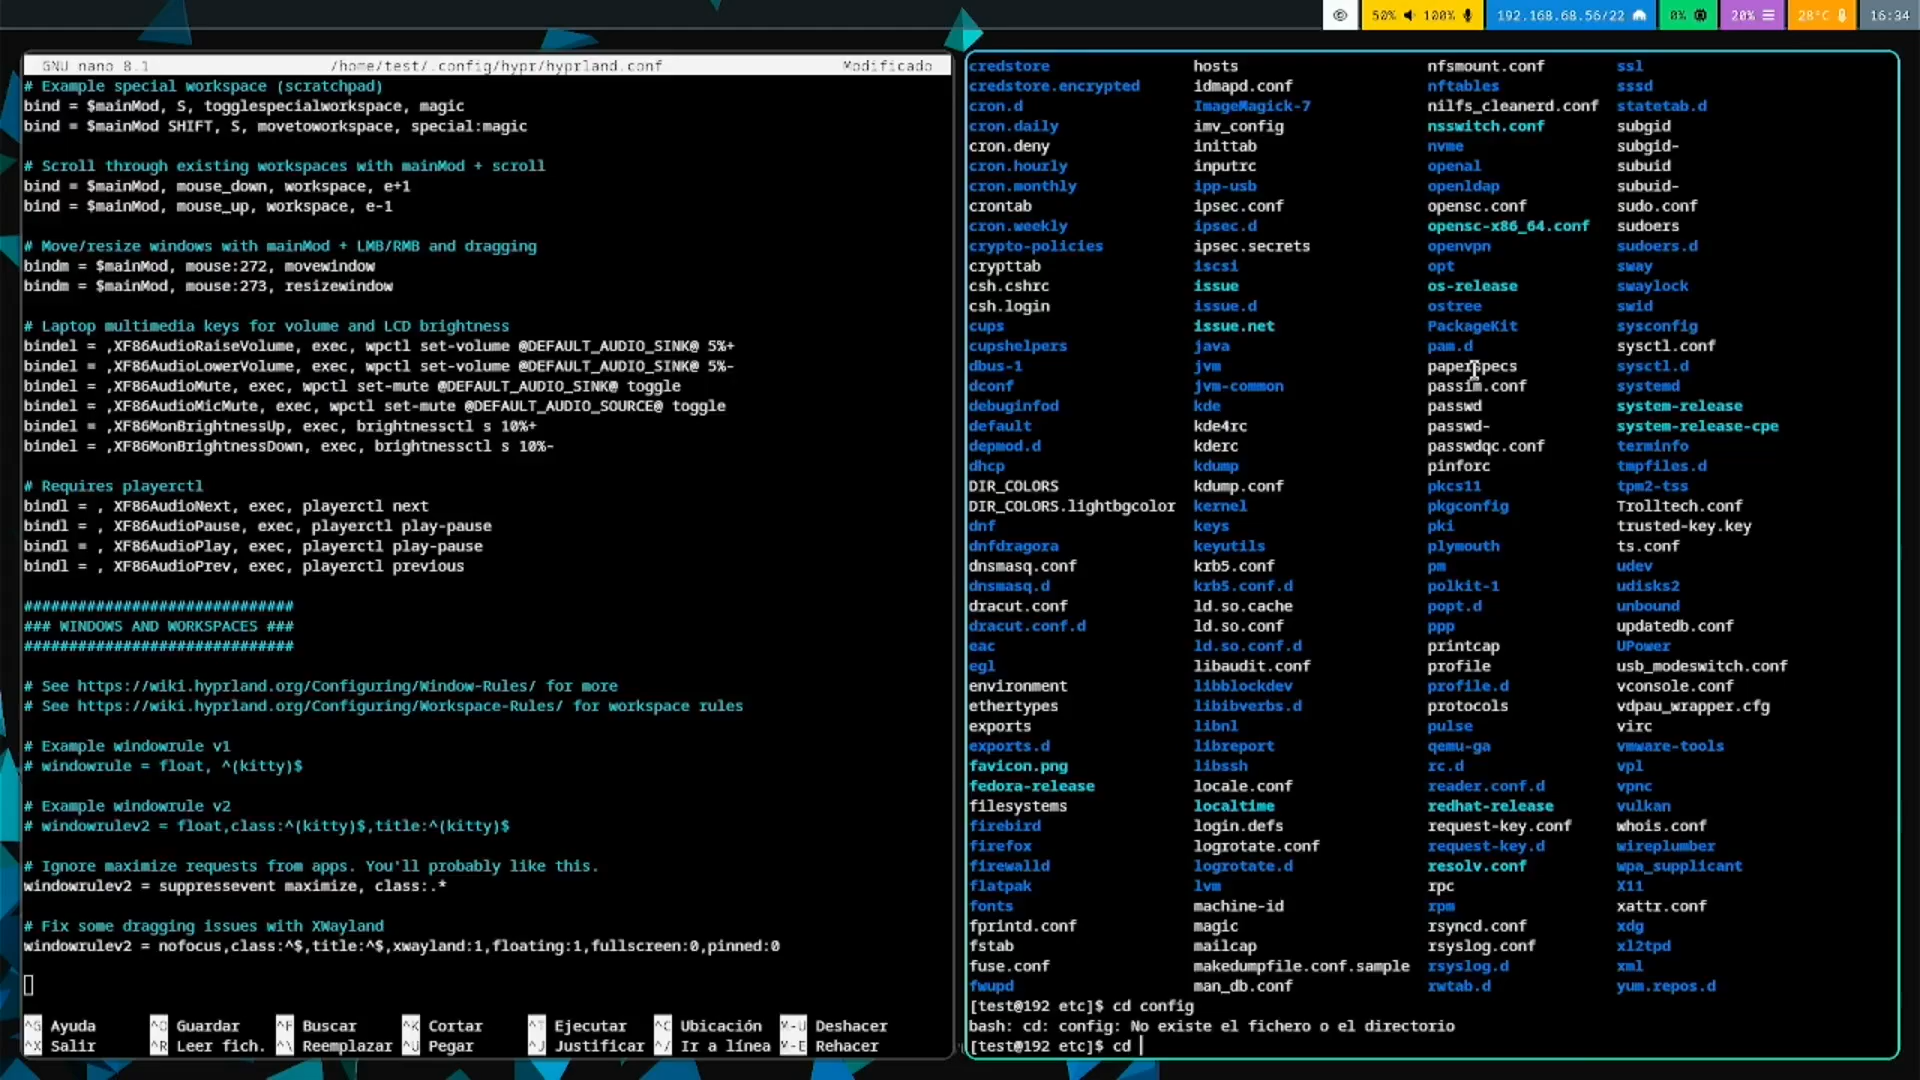 50% 100% 192.168.68.56/22 0% 20% 28°C 16:34
GNU nano 8.1 /home/test/.config/hypr/hyprland.conf Modificado
# Example special workspace (scratchpad)
bind = $mainMod, S, togglespecialworkspace, magic
bind = $mainMod SHIFT, S, movetoworkspace, special:magic
# Scroll through existing workspaces with mainMod + scroll
bind = $mainMod, mouse_down, workspace, e+1
bind = $mainMod, mouse_up, workspace, e-1
# Move/resize windows with mainMod + LMB/RMB and dragging
bindm = $mainMod, mouse:272, movewindow
bindm = $mainMod, mouse:273, resizewindow
# Laptop multimedia keys for volume and LCD brightness
bindel = ,XF86AudioRaiseVolume, exec, wpctl set-volume @DEFAULT_AUDIO_SINK@ 5%+
bindel = ,XF86AudioLowerVolume, exec, wpctl set-volume @DEFAULT_AUDIO_SINK@ 5%-
bindel = ,XF86AudioMute, exec, wpctl set-mute @DEFAULT_AUDIO_SINK@ toggle
bindel = ,XF86AudioMicMute, exec, wpctl set-mute @DEFAULT_AUDIO_SOURCE@ toggle
bindel = ,XF86MonBrightnessUp, exec, brightnessctl s 10%+
bindel = ,XF86MonBrightnessDown, exec, brightnessctl s 10%-
# Requires playerctl
bindl = , XF86AudioNext, exec, playerctl next
bindl = , XF86AudioPause, exec, playerctl play-pause
bindl = , XF86AudioPlay, exec, playerctl play-pause
bindl = , XF86AudioPrev, exec, playerctl previous
##############################
### WINDOWS AND WORKSPACES ###
##############################
# See https://wiki.hyprland.org/Configuring/Window-Rules/ for more
# See https://wiki.hyprland.org/Configuring/Workspace-Rules/ for workspace rules
# Example windowrule v1
# windowrule = float, ^(kitty)$
# Example windowrule v2
# windowrulev2 = float,class:^(kitty)$,title:^(kitty)$
# Ignore maximize requests from apps. You'll probably like this.
windowrulev2 = suppressevent maximize, class:.*
# Fix some dragging issues with XWayland
windowrulev2 = nofocus,class:^$,title:^$,xwayland:1,floating:1,fullscreen:0,pinned:0
^G Ayuda ^O Guardar ^F Buscar ^K Cortar ^T Ejecutar ^C Ubicación M-U Deshacer
^X Salir ^R Leer fich. ^\ Reemplazar ^U Pegar ^J Justificar ^/ Ir a línea M-E Rehacer
credstore hosts nfsmount.conf ssl
credstore.encrypted idmapd.conf nftables sssd
cron.d ImageMagick-7 nilfs_cleanerd.conf statetab.d
cron.daily imv_config nsswitch.conf subgid
cron.deny inittab nvme subgid-
cron.hourly inputrc openal subuid
cron.monthly ipp-usb openldap subuid-
crontab ipsec.conf opensc.conf sudo.conf
cron.weekly ipsec.d opensc-x86_64.conf sudoers
crypto-policies ipsec.secrets openvpn sudoers.d
crypttab iscsi opt sway
csh.cshrc issue os-release swaylock
csh.login issue.d ostree swid
cups issue.net PackageKit sysconfig
cupshelpers java pam.d sysctl.conf
dbus-1 jvm paperspecs sysctl.d
dconf jvm-common passim.conf systemd
debuginfod kde passwd system-release
default kde4rc passwd- system-release-cpe
depmod.d kderc passwdqc.conf terminfo
dhcp kdump pinforc tmpfiles.d
DIR_COLORS kdump.conf pkcs11 tpm2-tss
DIR_COLORS.lightbgcolor kernel pkgconfig Trolltech.conf
dnf keys pki trusted-key.key
dnfdragora keyutils plymouth ts.conf
dnsmasq.conf krb5.conf pm udev
dnsmasq.d krb5.conf.d polkit-1 udisks2
dracut.conf ld.so.cache popt.d unbound
dracut.conf.d ld.so.conf ppp updatedb.conf
eac ld.so.conf.d printcap UPower
egl libaudit.conf profile usb_modeswitch.conf
environment libblockdev profile.d vconsole.conf
ethertypes libibverbs.d protocols vdpau_wrapper.cfg
exports libnl pulse virc
exports.d libreport qemu-ga vmware-tools
favicon.png libssh rc.d vpl
fedora-release locale.conf reader.conf.d vpnc
filesystems localtime redhat-release vulkan
firebird login.defs request-key.conf whois.conf
firefox logrotate.conf request-key.d wireplumber
firewalld logrotate.d resolv.conf wpa_supplicant
flatpak lvm rpc X11
fonts machine-id rpm xattr.conf
fprintd.conf magic rsyncd.conf xdg
fstab mailcap rsyslog.conf xl2tpd
fuse.conf makedumpfile.conf.sample rsyslog.d xml
fwupd man_db.conf rwtab.d yum.repos.d
[test@192 etc]$ cd config
bash: cd: config: No existe el fichero o el directorio
[test@192 etc]$ cd